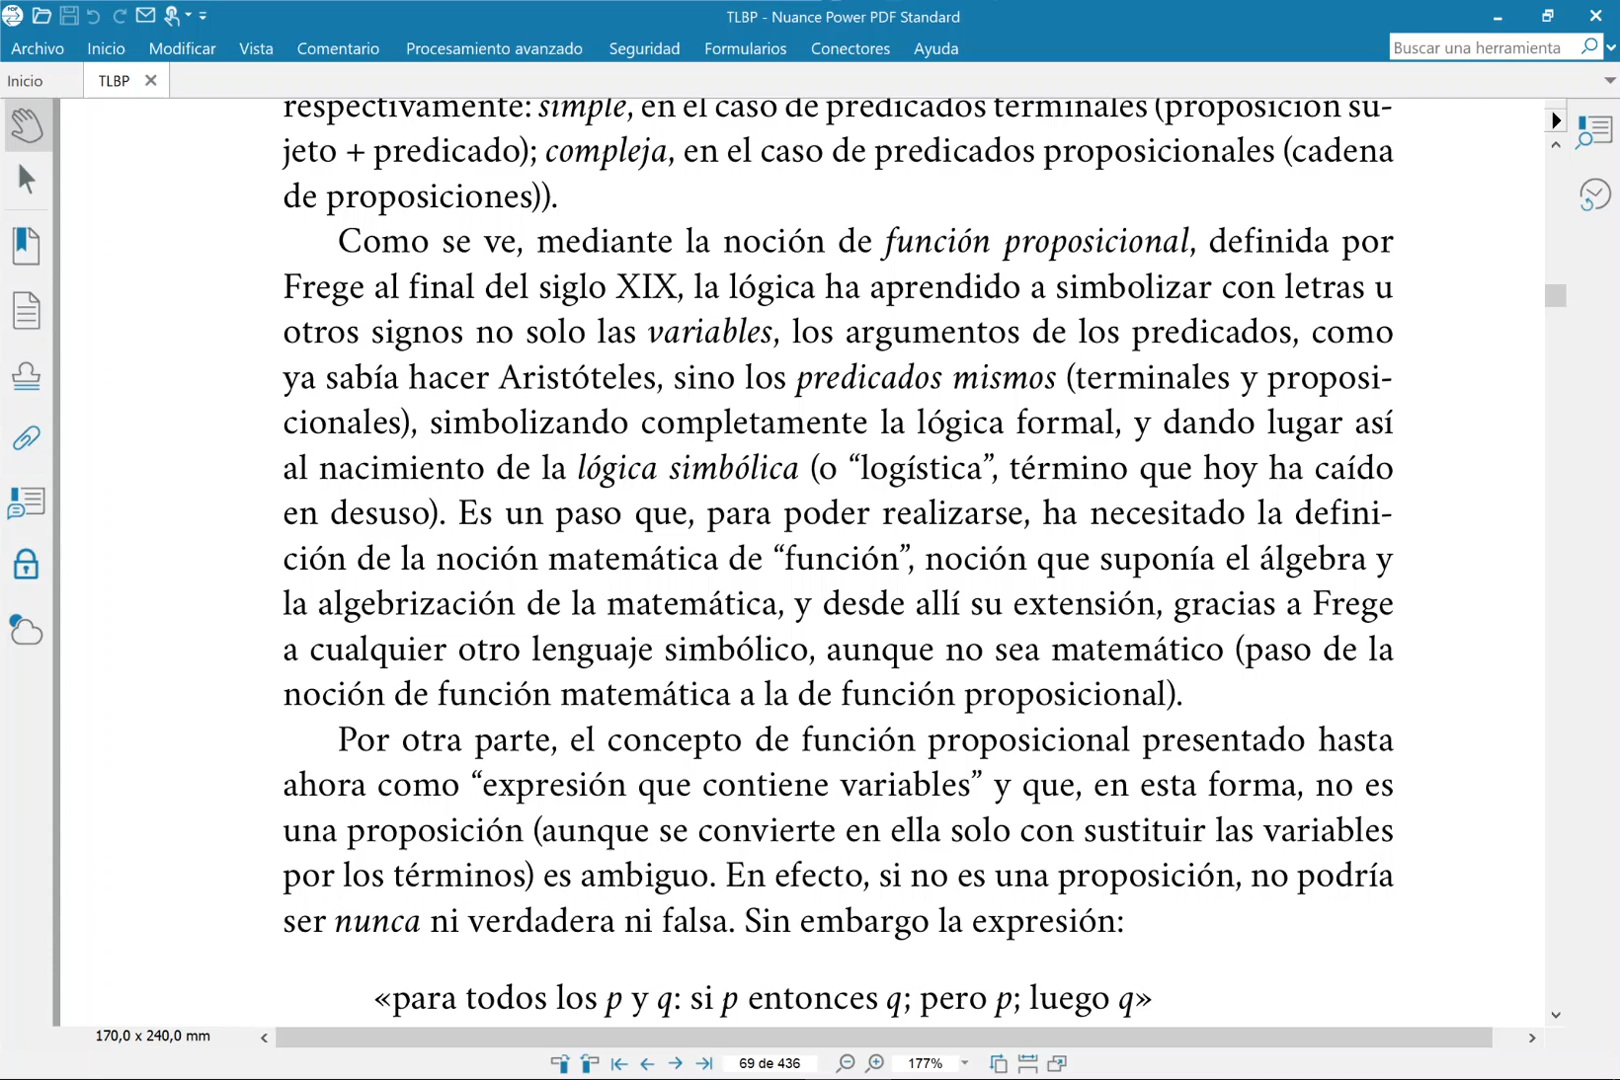 TLBP - Nuance Power PDF Standard
Archivo Inicio Modificar Vista Comentario Procesamiento avanzado Seguridad Formularios Conectores Ayuda
Buscar una herramienta
Inicio TLBP
respectivamente: simple, en el caso de predicados terminales (proposición su-
jeto + predicado); compleja, en el caso de predicados proposicionales (cadena
de proposiciones)).
Como se ve, mediante la noción de función proposicional, definida por
Frege al final del siglo XIX, la lógica ha aprendido a simbolizar con letras u
otros signos no solo las variables, los argumentos de los predicados, como
ya sabía hacer Aristóteles, sino los predicados mismos (terminales y proposi-
cionales), simbolizando completamente la lógica formal, y dando lugar así
al nacimiento de la lógica simbólica (o “logística”, término que hoy ha caído
en desuso). Es un paso que, para poder realizarse, ha necesitado la defini-
ción de la noción matemática de “función”, noción que suponía el álgebra y
la algebrización de la matemática, y desde allí su extensión, gracias a Frege
a cualquier otro lenguaje simbólico, aunque no sea matemático (paso de la
noción de función matemática a la de función proposicional).
Por otra parte, el concepto de función proposicional presentado hasta
ahora como “expresión que contiene variables” y que, en esta forma, no es
una proposición (aunque se convierte en ella solo con sustituir las variables
por los términos) es ambiguo. En efecto, si no es una proposición, no podría
ser nunca ni verdadera ni falsa. Sin embargo la expresión:
«para todos los p y q: si p entonces q; pero p; luego q»
170,0 x 240,0 mm
69 de 436 177%